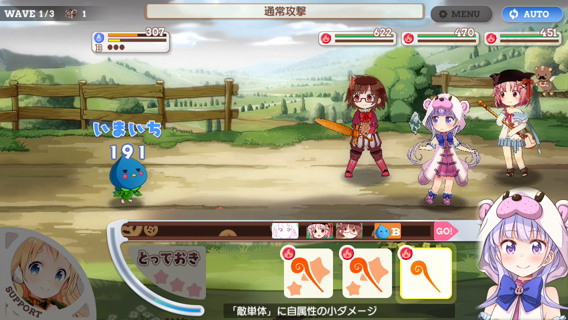 WAVE 1/3 1
通常攻撃
MENU
AUTO
307
B
622
470
451
いまいち
191
B
GO!
とっておき
SUPPORT
「敵単体」に自属性の小ダメージ